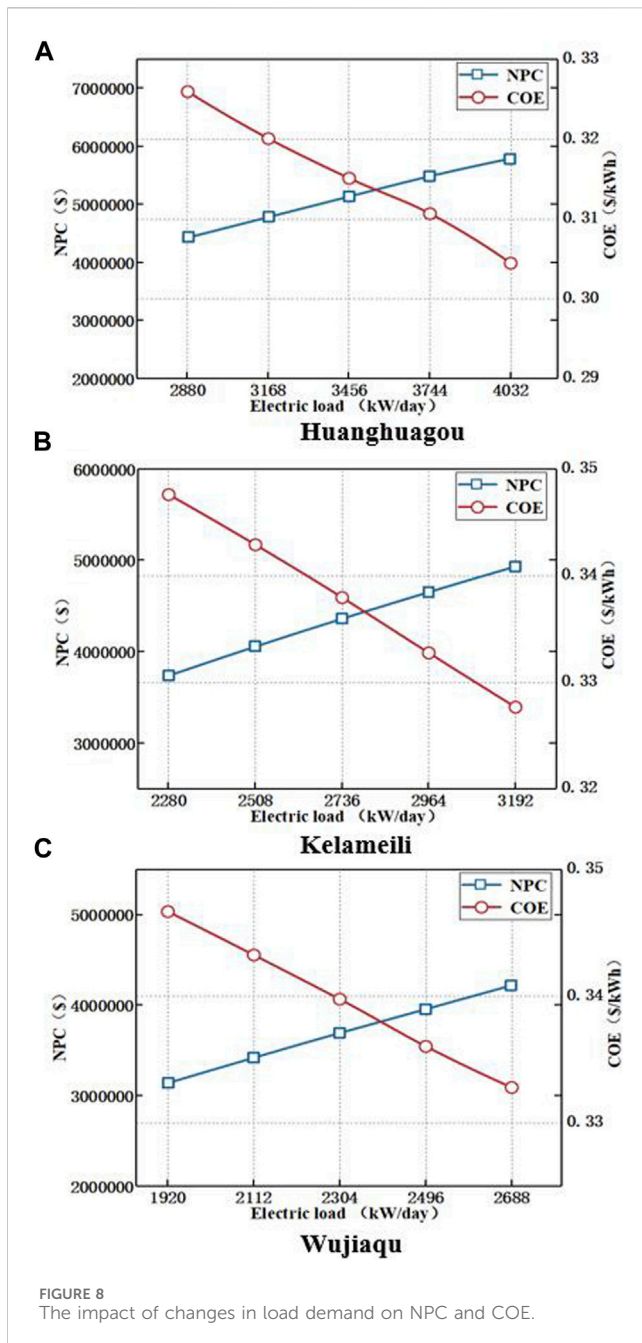 A
NPC
COE
7000000
6000000
5000000
4000000
3000000
2000000
NPC ($)
0.33
0.32
0.31
0.30
0.29
COE ($/kWh)
2880 3168 3456 3744 4032
Electric load (kW/day)
Huanghuagou
B
NPC
COE
6000000
5000000
4000000
3000000
NPC ($)
0.35
0.34
0.33
0.32
COE ($/kWh)
2280 2508 2736 2964 3192
Electric load (kW/day)
Kelameili
C
NPC
COE
5000000
4000000
3000000
2000000
NPC ($)
0.35
0.34
0.33
COE ($/kWh)
1920 2112 2304 2496 2688
Electric load (kW/day)
Wujiaqu
FIGURE 8
The impact of changes in load demand on NPC and COE.